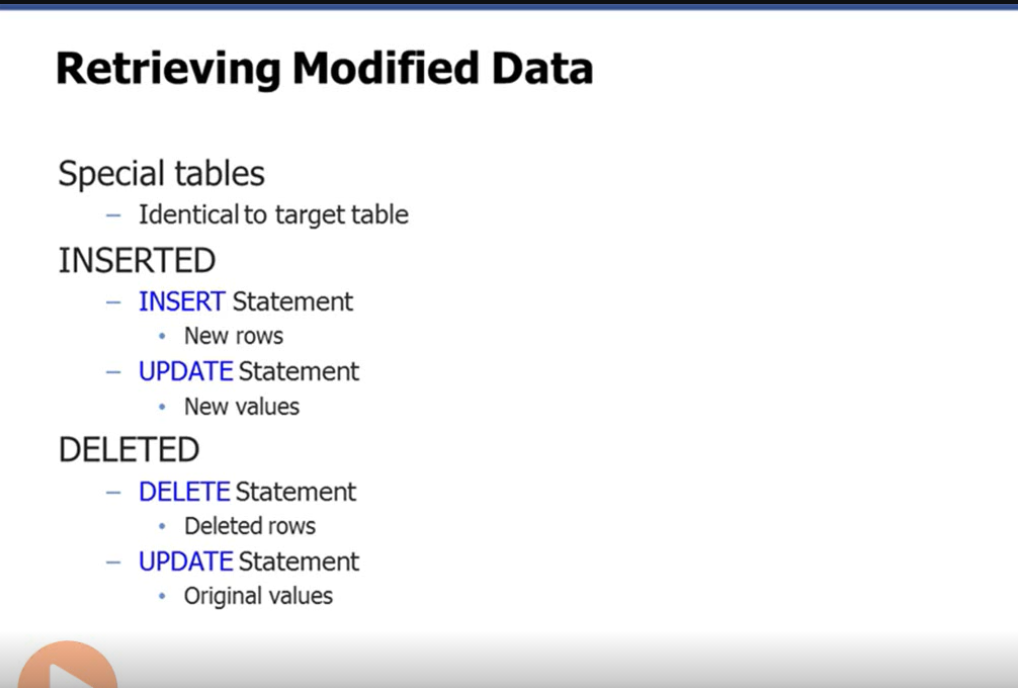 Retrieving Modified Data
Special tables
– Identical to target table
INSERTED
– INSERT Statement
• New rows
– UPDATE Statement
• New values
DELETED
– DELETE Statement
• Deleted rows
– UPDATE Statement
• Original values